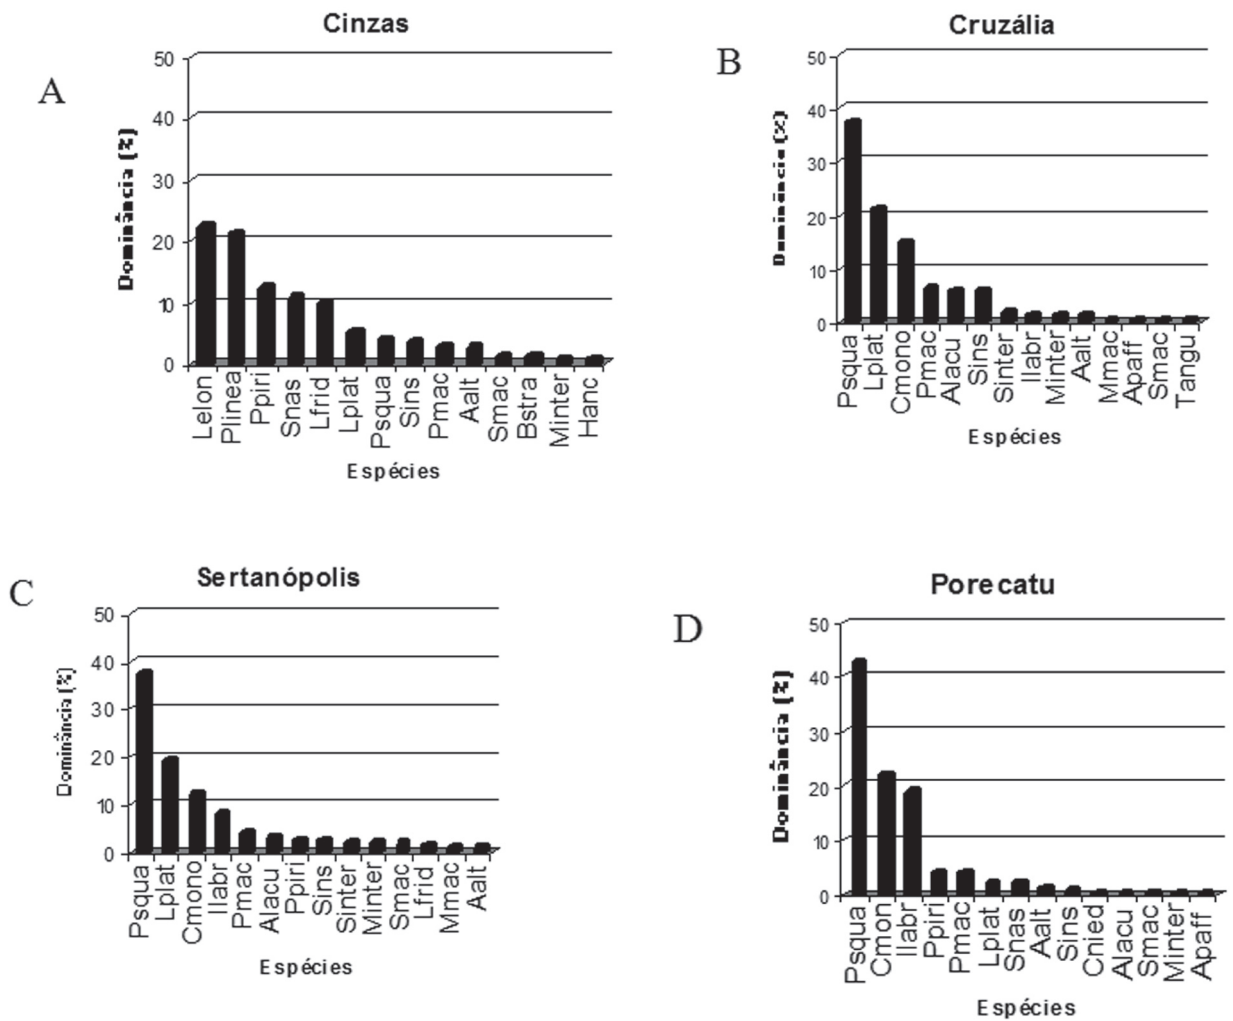 A
Cinzas
Dominância (%)
50
40
30
20
10
0
Lelon
Plinea
Ppiri
Snas
Lfrid
Lplat
Psqua
Sins
Pmac
Aalt
Smac
Bstra
Minter
Hanc
Espécies
B
Cruzália
Dominância (%)
50
40
30
20
10
0
Psqua
Lplat
Cmono
Pmac
Alacu
Sins
Sinter
Ilabr
Minter
Aalt
Mmac
Apaff
Smac
Tangu
Espécies
C
Sertanópolis
Dominância (%)
50
40
30
20
10
0
Psqua
Lplat
Cmono
Ilabr
Pmac
Alacu
Ppiri
Sins
Sinter
Minter
Smac
Lfrid
Mmac
Aalt
Espécies
D
Porecatu
Dominância (%)
50
40
30
20
10
0
Psqua
Cmon
Ilabr
Ppiri
Pmac
Lplat
Snas
Aalt
Sins
Cnied
Alacu
Smac
Minter
Apaff
Espécies